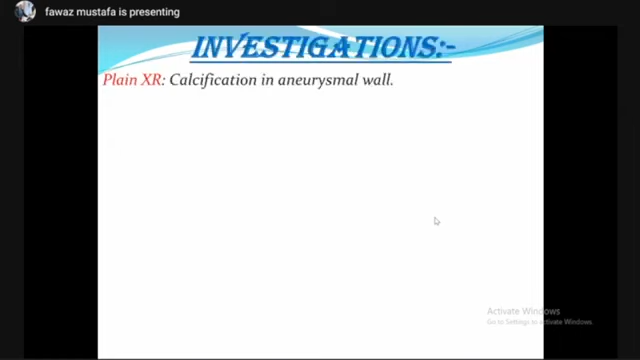 fawaz mustafa is presenting
INVESTIGATIONS:-
Plain XR: Calcification in aneurysmal wall.
Activate Windows
Go to Settings to activate Windows.